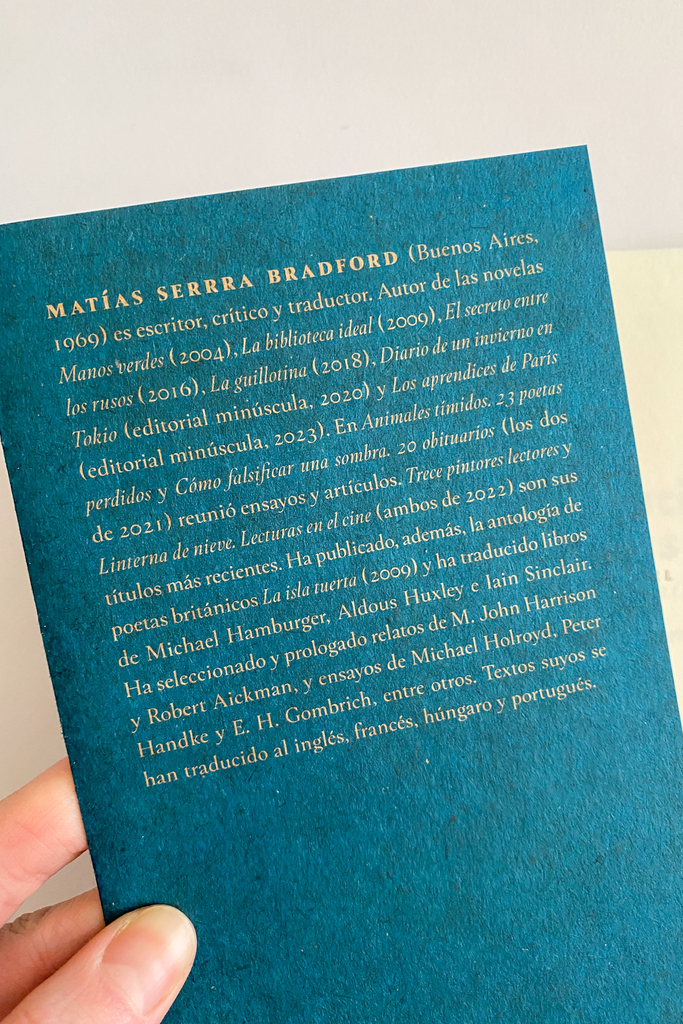 MATÍAS SERRRA BRADFORD (Buenos Aires,
1969) es escritor, crítico y traductor. Autor de las novelas
Manos verdes (2004), La biblioteca ideal (2009), El secreto entre
los rusos (2016), La guillotina (2018), Diario de un invierno en
Tokio (editorial minúscula, 2020) y Los aprendices de París
(editorial minúscula, 2023). En Animales tímidos. 23 poetas
perdidos y Cómo falsificar una sombra. 20 obituarios (los dos
de 2021) reunió ensayos y artículos. Trece pintores lectores y
Linterna de nieve. Lecturas en el cine (ambos de 2022) son sus
títulos más recientes. Ha publicado, además, la antología de
poetas británicos La isla tuerta (2009) y ha traducido libros
de Michael Hamburger, Aldous Huxley e Iain Sinclair.
Ha seleccionado y prologado relatos de M. John Harrison
y Robert Aickman, y ensayos de Michael Holroyd, Peter
Handke y E. H. Gombrich, entre otros. Textos suyos se
han traducido al inglés, francés, húngaro y portugués.